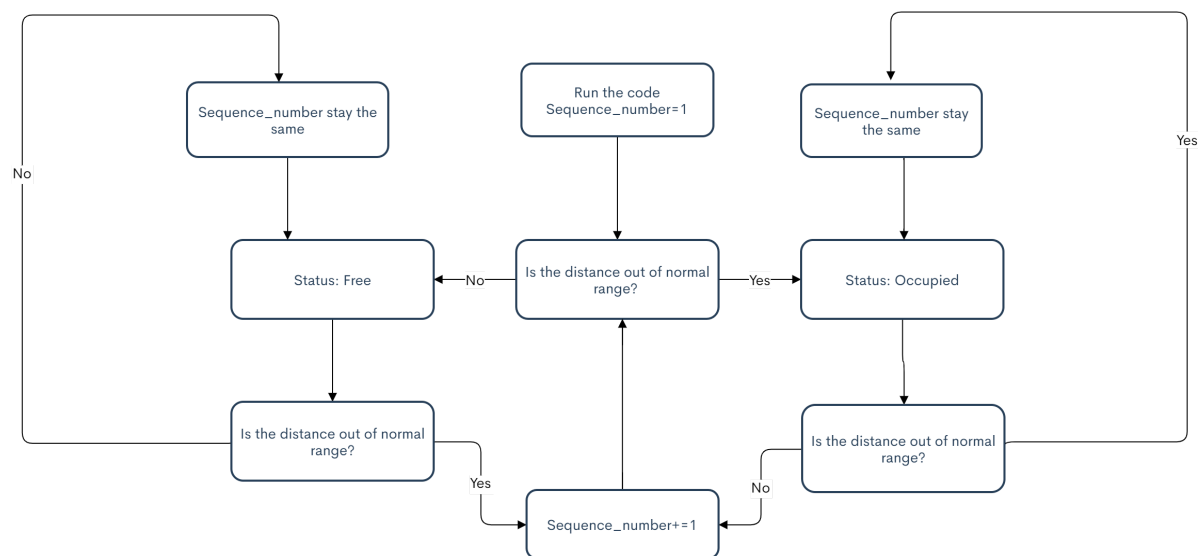 Run the code
Sequence_number=1
Sequence_number stay the
same
Sequence_number stay
the same
Yes
No
Status: Free
No
Is the distance out of normal
range?
Yes
Status: Occupied
Is the distance out of normal
range?
Is the distance out of normal
range?
Yes
No
Sequence_number+=1